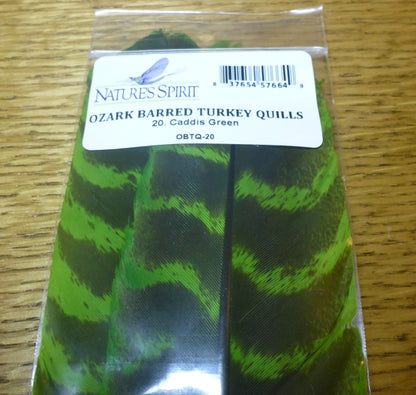 NATURE'S SPIRIT
8 37654 57664 9
OZARK BARRED TURKEY QUILLS
20. Caddis Green
OBTQ-20